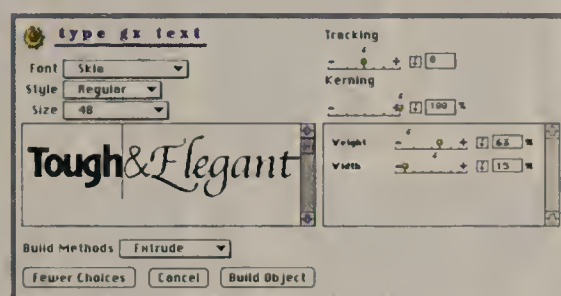 type gx text
Font Skia
Style Regular
Size 48
Tracking
- + 0
Kerning
- + 100 %
Tough&Elegant
Weight - + 63 %
Width - + 15 %
Build Methods Extrude
Fewer Choices Cancel Build Object